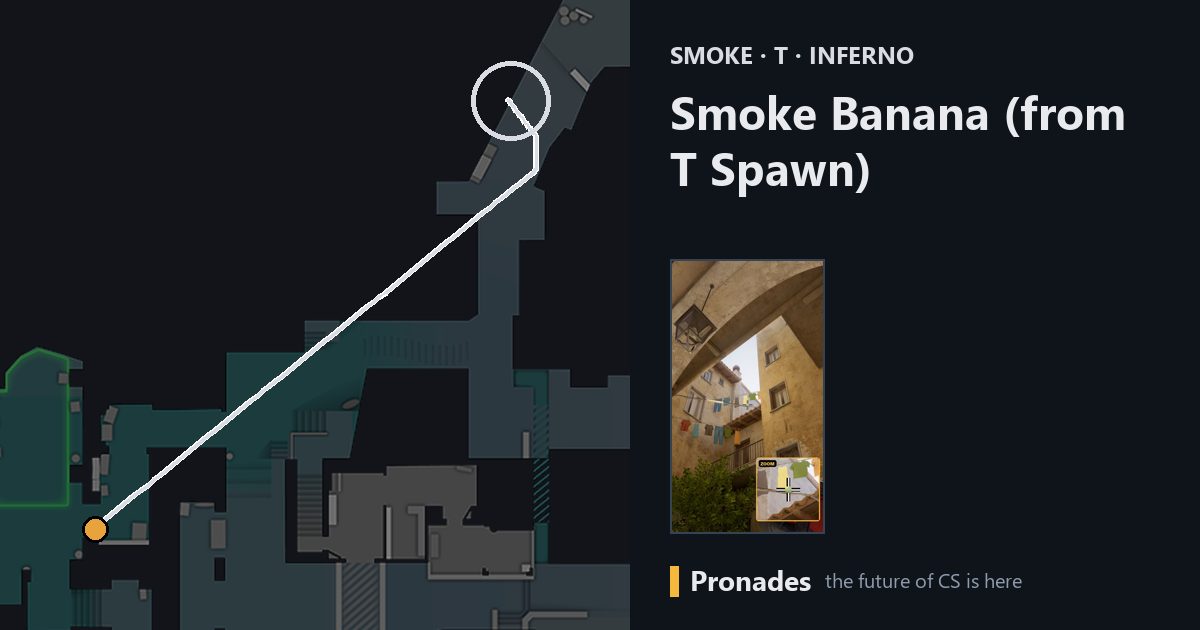 SMOKE · T · INFERNO
Smoke Banana (from
T Spawn)
ZOOM
Pronades the future of CS is here